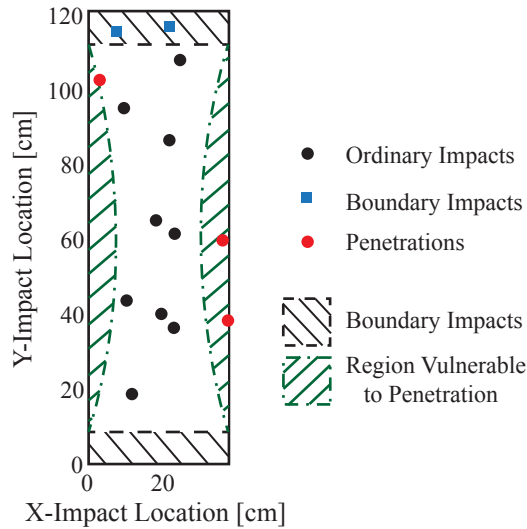 120
100
80
60
40
20
0
Y-Impact Location [cm]
0 20
X-Impact Location [cm]
Ordinary Impacts
Boundary Impacts
Penetrations
Boundary Impacts
Region Vulnerable
to Penetration